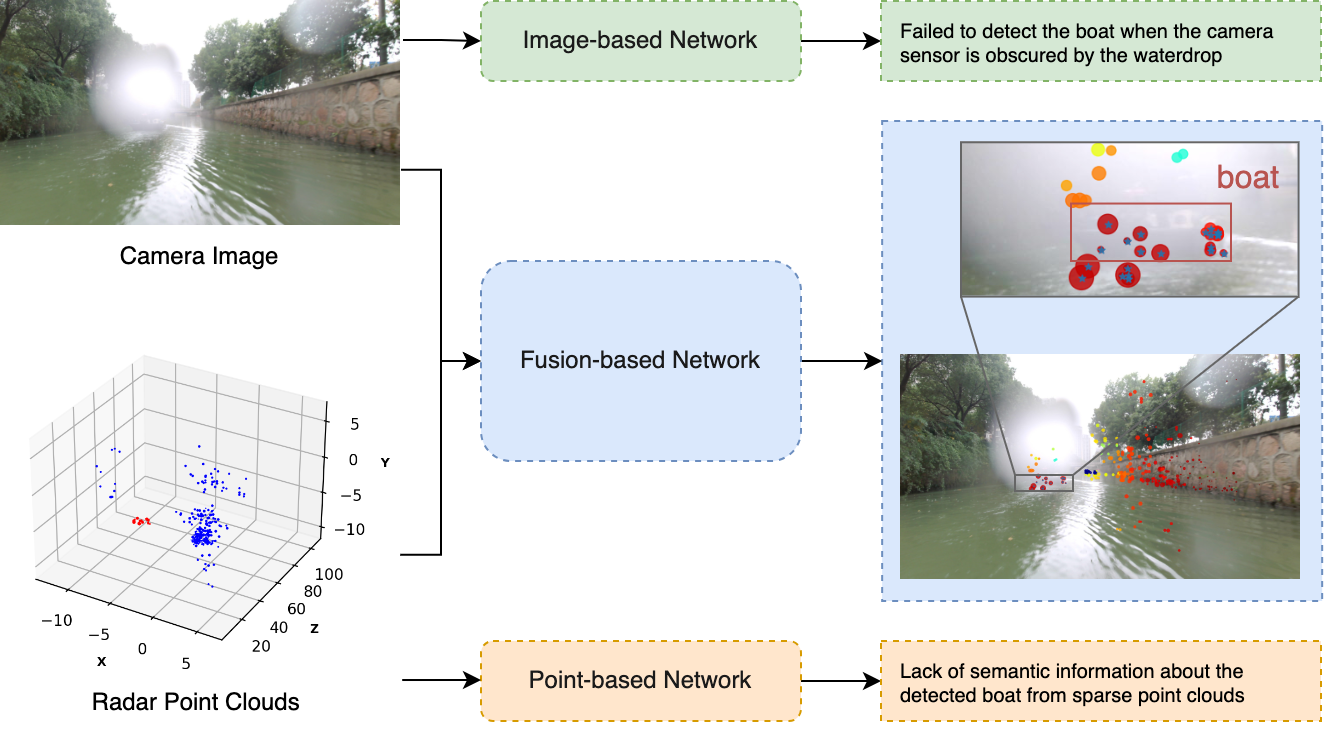 Image-based Network
Failed to detect the boat when the camera
sensor is obscured by the waterdrop
Camera Image
boat
Fusion-based Network
5
0
−5
−10
Y
100
80
60
40
20
Z
−10
−5
0
5
X
Radar Point Clouds
Point-based Network
Lack of semantic information about the
detected boat from sparse point clouds